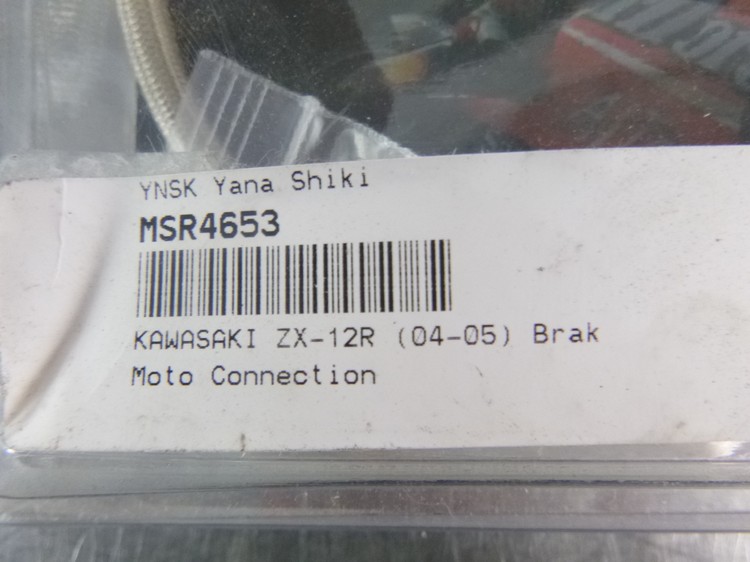 YNSK Yana Shiki
MSR4653
KAWASAKI ZX-12R (04-05) Brak
Moto Connection